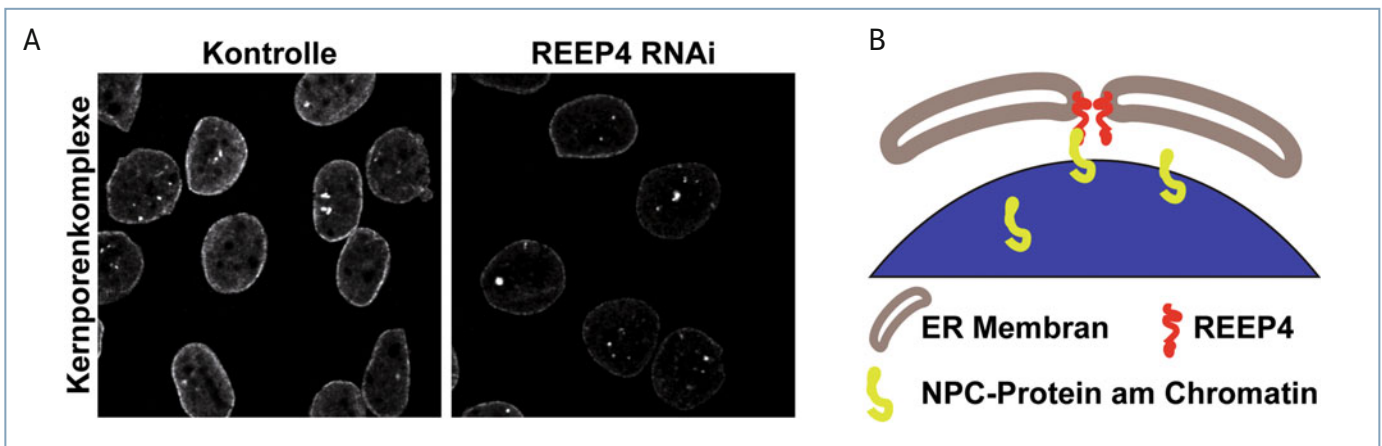 A
Kontrolle
REEP4 RNAi
Kernporenkomplexe
B
ER Membran
REEP4
NPC-Protein am Chromatin